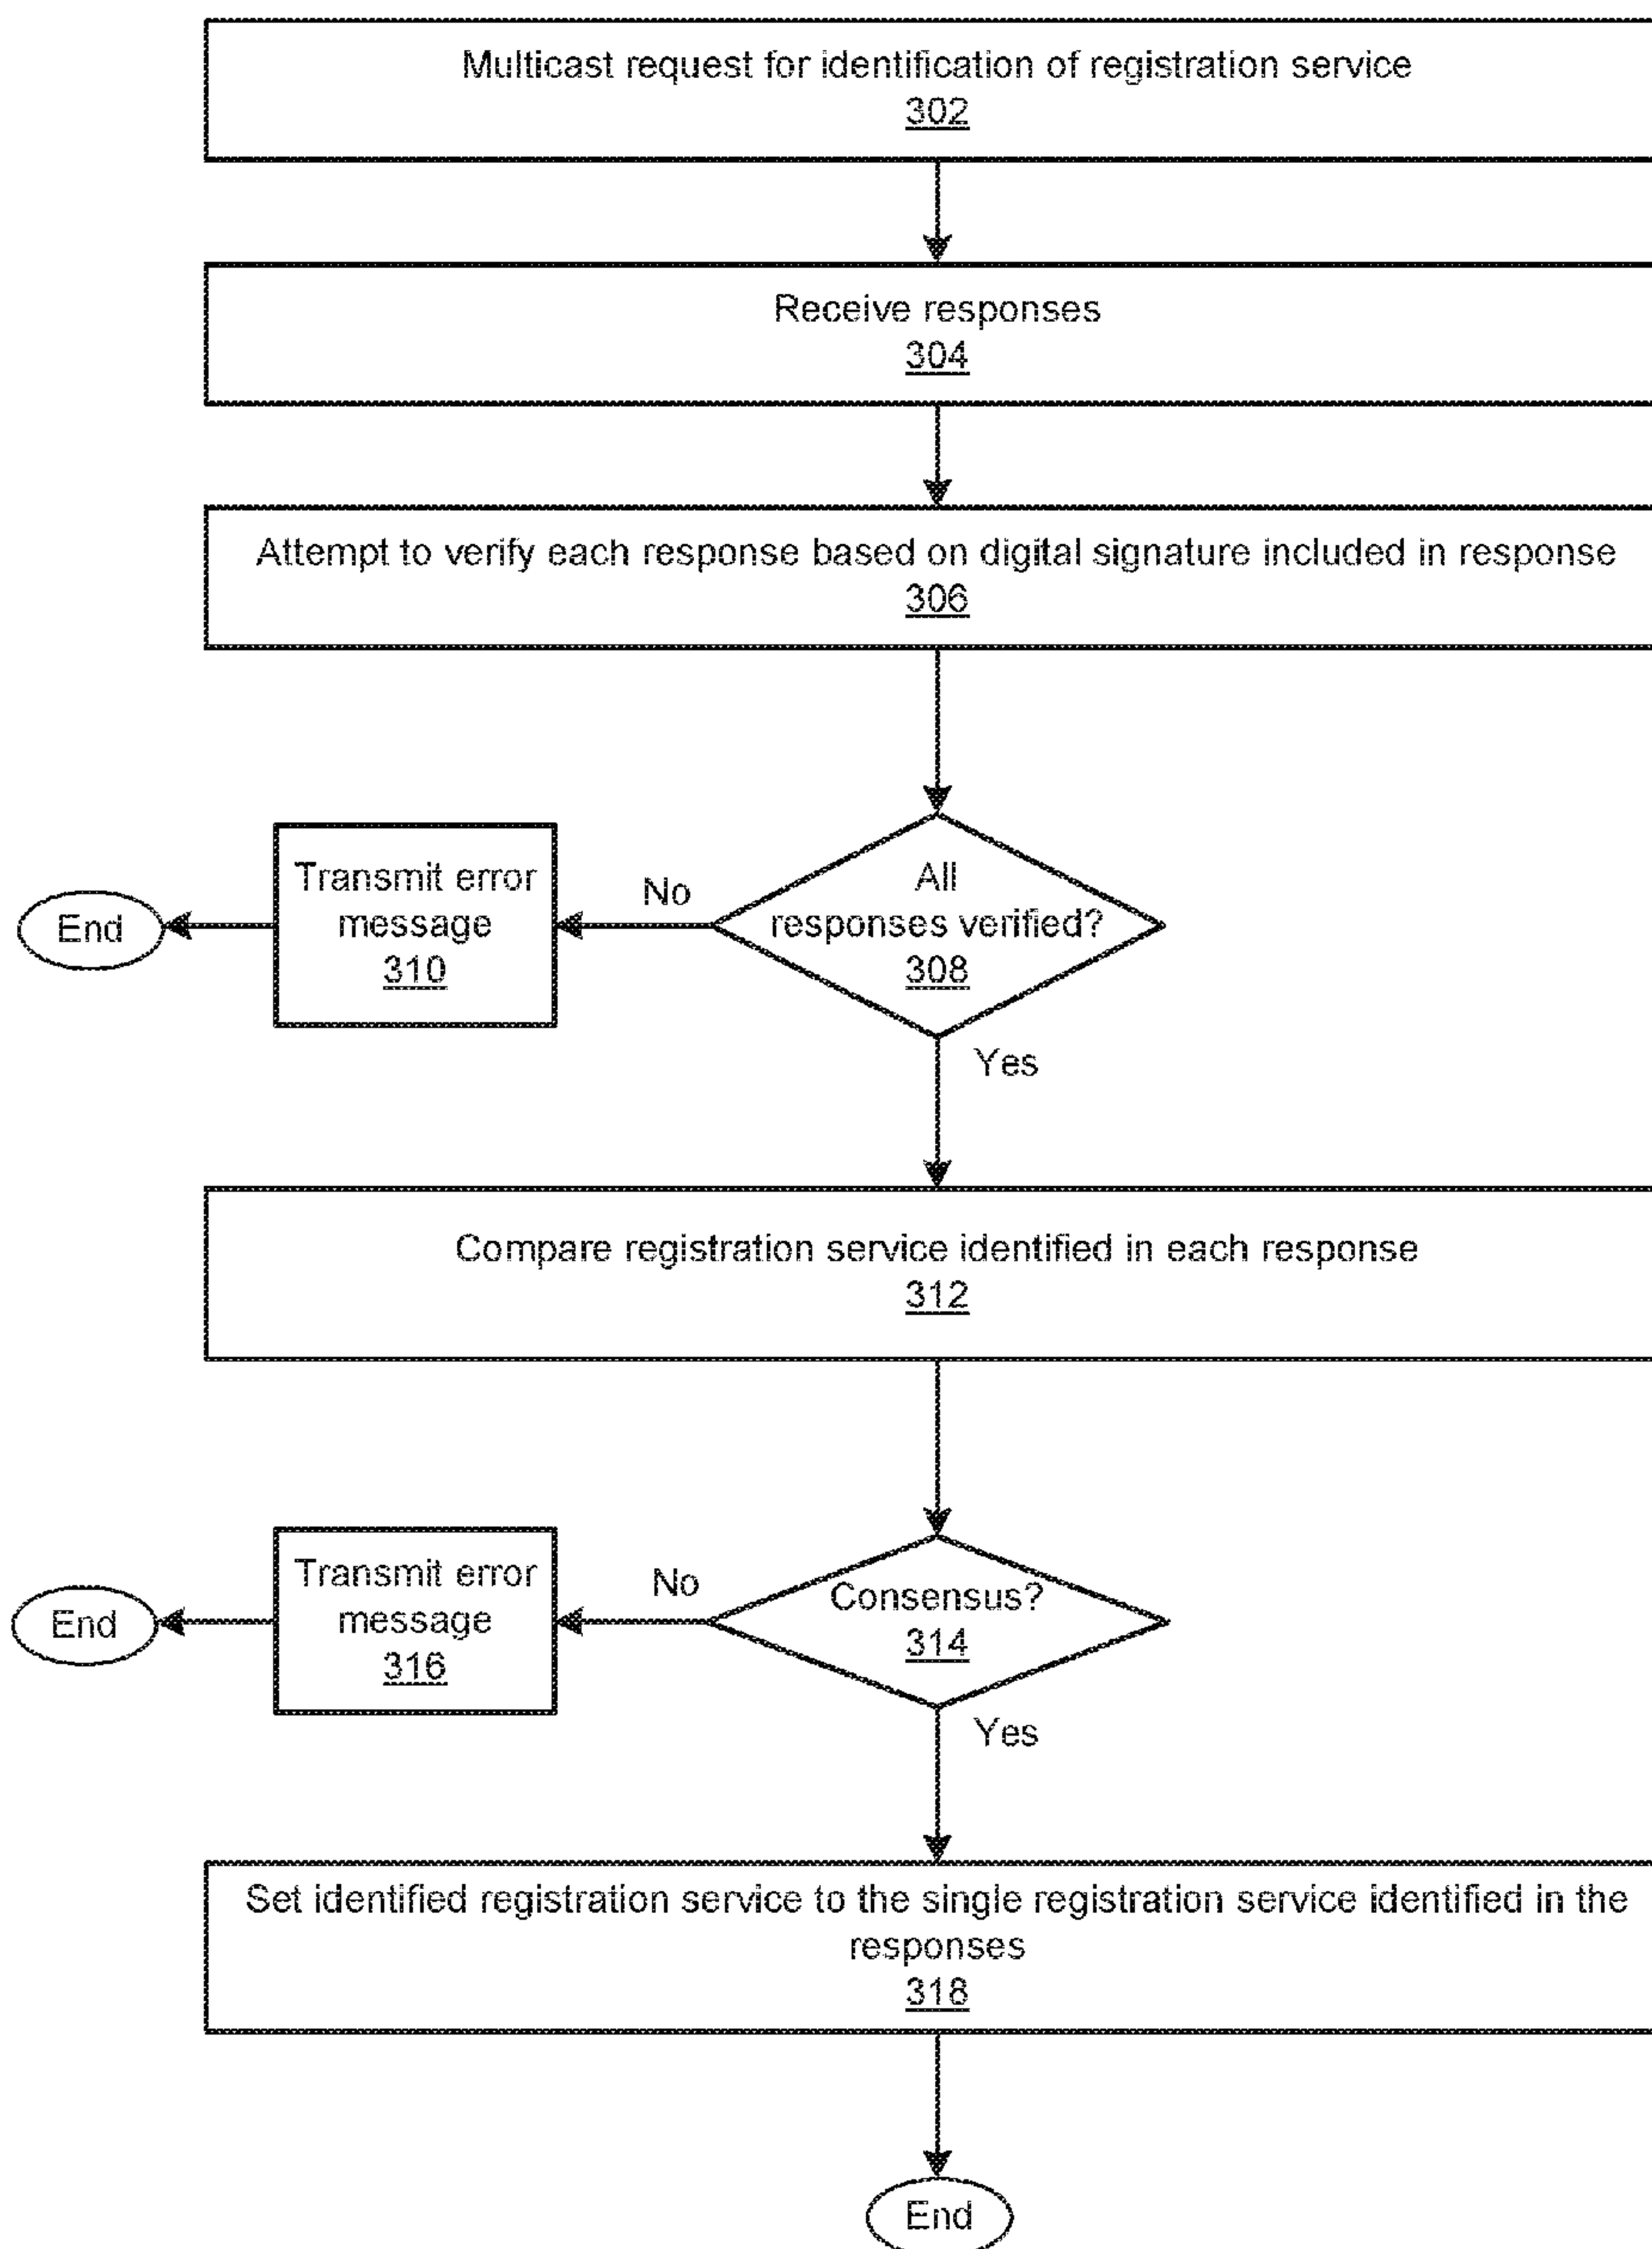 Multicast request for identification of registration service
302
Receive responses
304
Attempt to verify each response based on digital signature included in response
306
All
responses verified?
308
No
Transmit error
message
310
End
Yes
Compare registration service identified in each response
312
Consensus?
314
No
Transmit error
message
316
End
Yes
Set identified registration service to the single registration service identified in the
responses
318
End